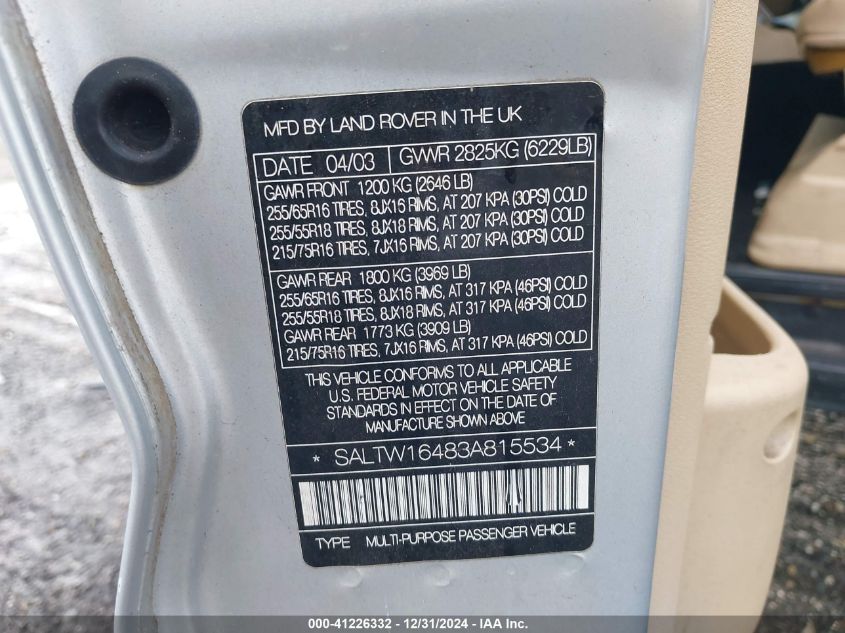 MFD BY LAND ROVER IN THE UK
DATE 04/03 GVWR 2825KG (6229LB)
GAWR FRONT 1200 KG (2646 LB)
255/65R16 TIRES, 8JX16 RIMS, AT 207 KPA (30PSI) COLD
255/55R18 TIRES, 8JX18 RIMS, AT 207 KPA (30PSI) COLD
215/75R16 TIRES, 7JX16 RIMS, AT 207 KPA (30PSI) COLD
GAWR REAR 1800 KG (3969 LB)
255/65R16 TIRES, 8JX16 RIMS, AT 317 KPA (46PSI) COLD
255/55R18 TIRES, 8JX18 RIMS, AT 317 KPA (46PSI) COLD
GAWR REAR 1773 KG (3909 LB)
215/75R16 TIRES, 7JX16 RIMS, AT 317 KPA (46PSI) COLD
THIS VEHICLE CONFORMS TO ALL APPLICABLE
U.S. FEDERAL MOTOR VEHICLE SAFETY
STANDARDS IN EFFECT ON THE DATE OF
MANUFACTURE SHOWN ABOVE
* SALTW16483A815534 *
TYPE MULTI-PURPOSE PASSENGER VEHICLE
000-41226332 - 12/31/2024 - IAA Inc.